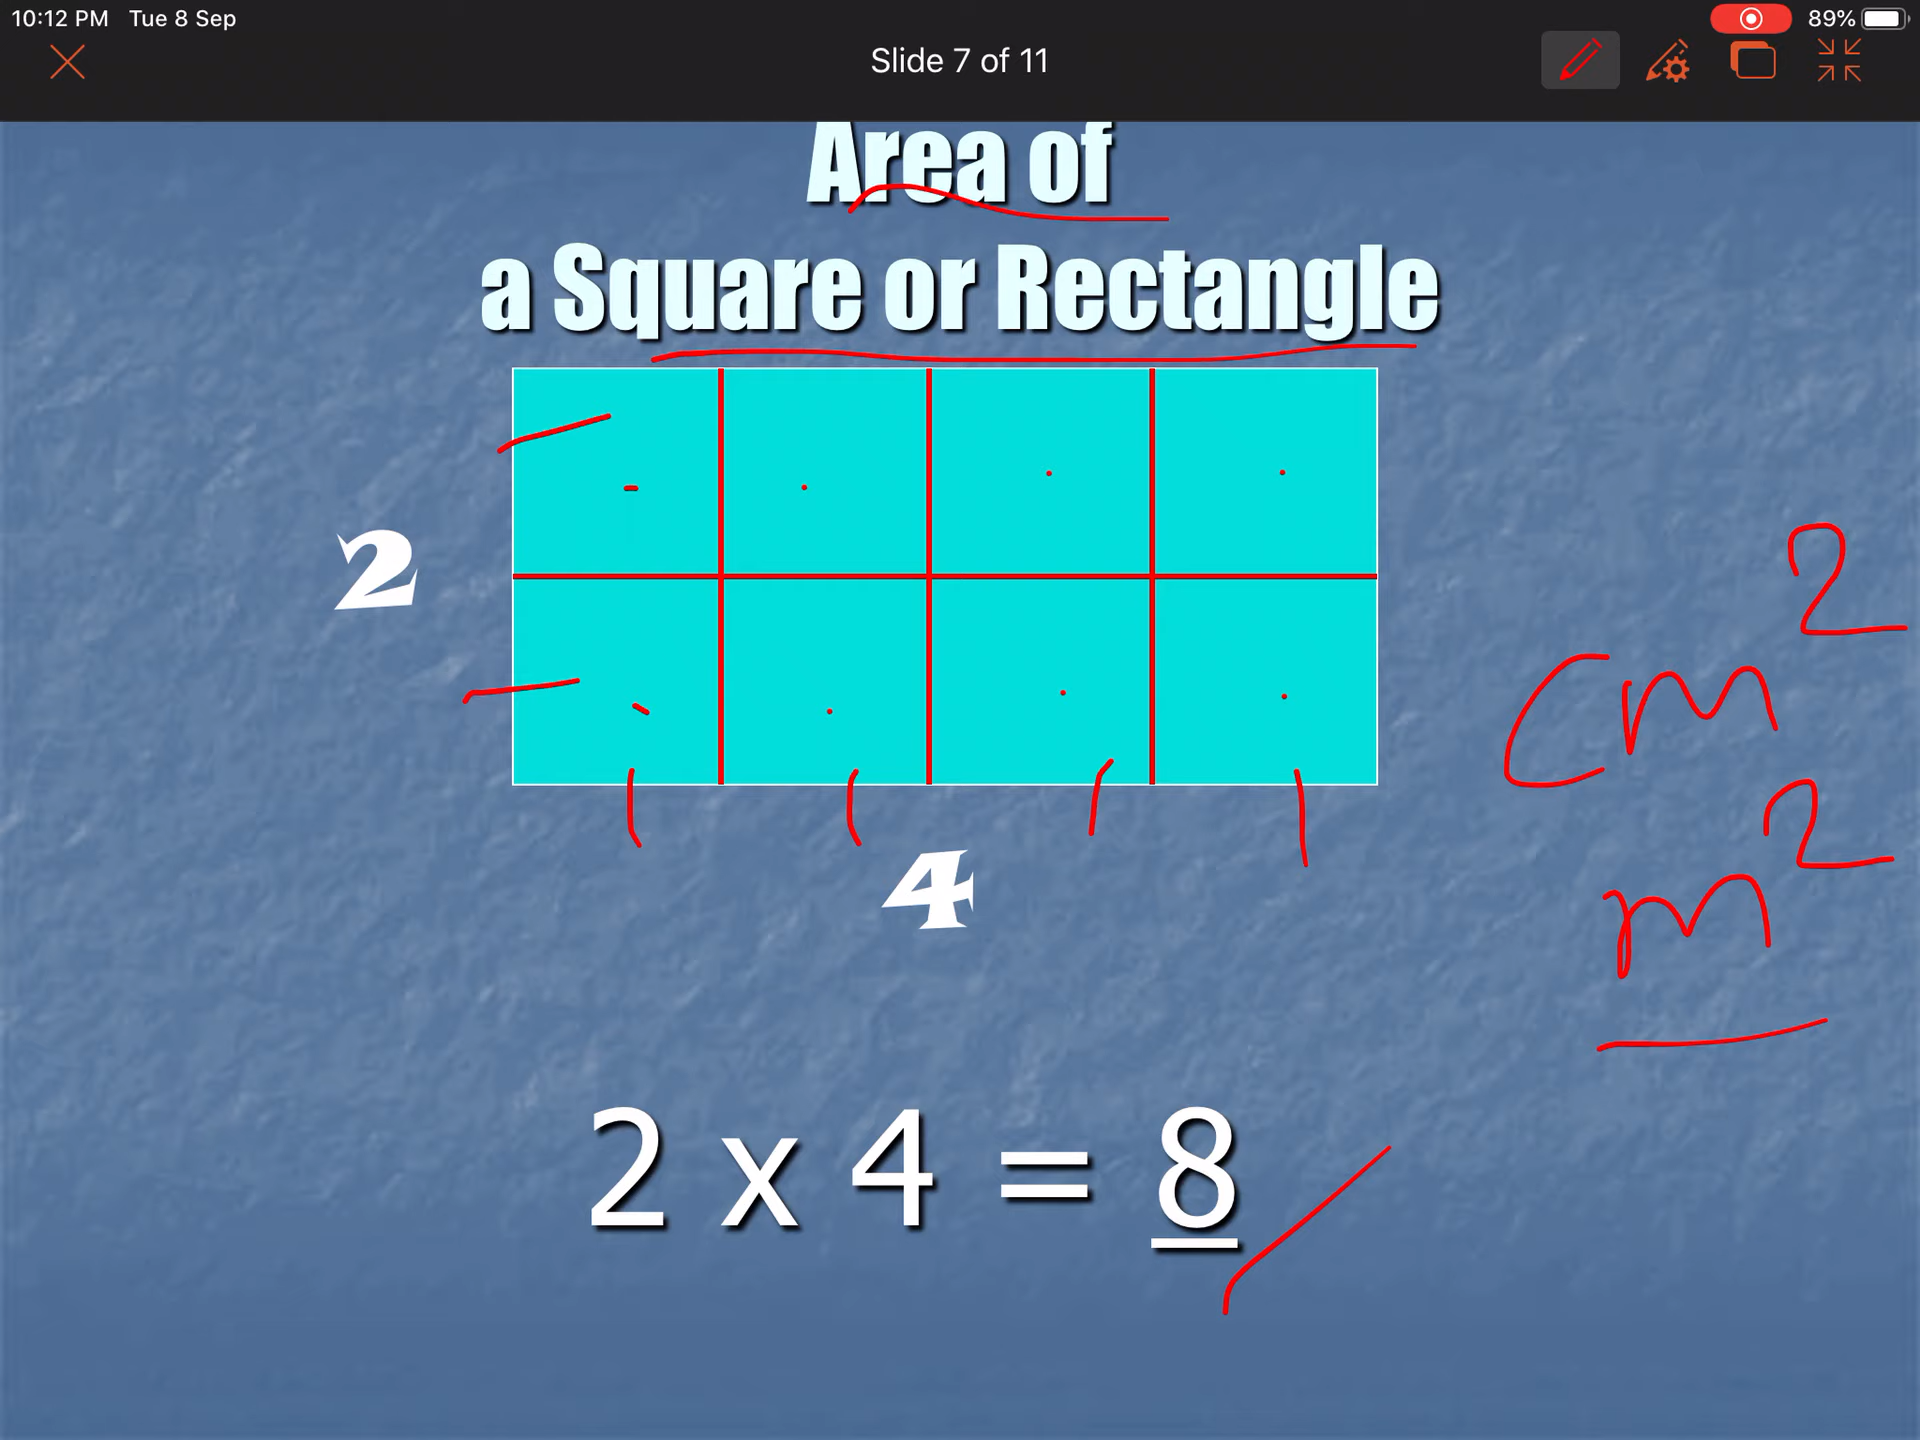 10:12 PM Tue 8 Sep
89%
Slide 7 of 11
Area of
a Square or Rectangle
2
cm²
m²
4
2 x 4 = 8